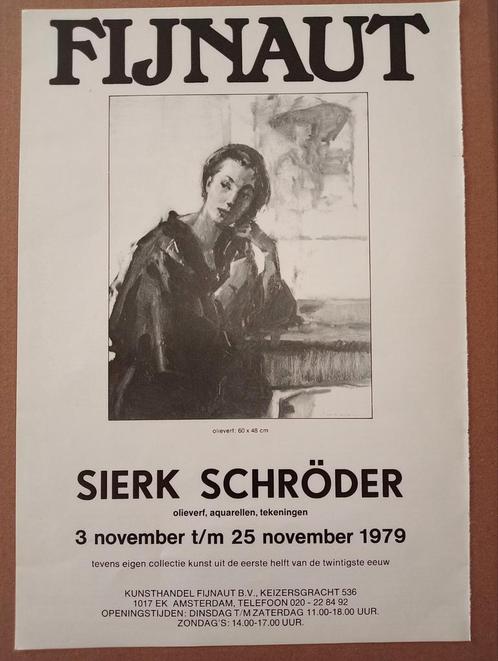 FIJNAUT
olieverf: 60 x 48 cm
SIERK SCHRÖDER
olieverf, aquarellen, tekeningen
3 november t/m 25 november 1979
tevens eigen collectie kunst uit de eerste helft van de twintigste eeuw
KUNSTHANDEL FIJNAUT B.V., KEIZERSGRACHT 536
1017 EK AMSTERDAM, TELEFOON 020 - 22 84 92
OPENINGSTIJDEN: DINSDAG T/M ZATERDAG 11.00-18.00 UUR.
ZONDAG'S: 14.00-17.00 UUR.